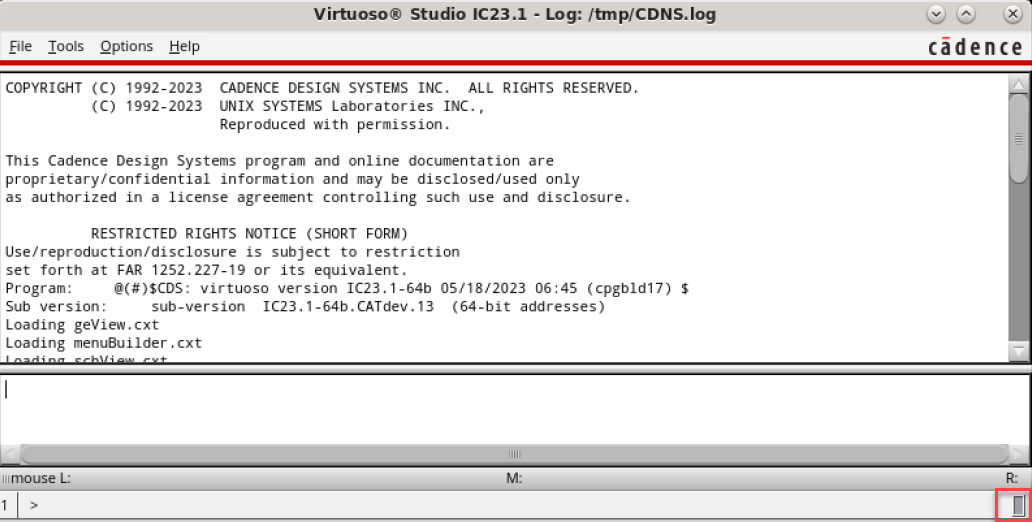 Virtuoso® Studio IC23.1 - Log: /tmp/CDNS.log
File Tools Options Help
cādence
COPYRIGHT (C) 1992-2023 CADENCE DESIGN SYSTEMS INC. ALL RIGHTS RESERVED.
(C) 1992-2023 UNIX SYSTEMS Laboratories INC.,
Reproduced with permission.
This Cadence Design Systems program and online documentation are
proprietary/confidential information and may be disclosed/used only
as authorized in a license agreement controlling such use and disclosure.
RESTRICTED RIGHTS NOTICE (SHORT FORM)
Use/reproduction/disclosure is subject to restriction
set forth at FAR 1252.227-19 or its equivalent.
Program: @(#)$CDS: virtuoso version IC23.1-64b 05/18/2023 06:45 (cpgbld17) $
Sub version: sub-version IC23.1-64b.CATdev.13 (64-bit addresses)
Loading geView.cxt
Loading menuBuilder.cxt
Loading schView.cxt
mouse L: M: R:
1 >